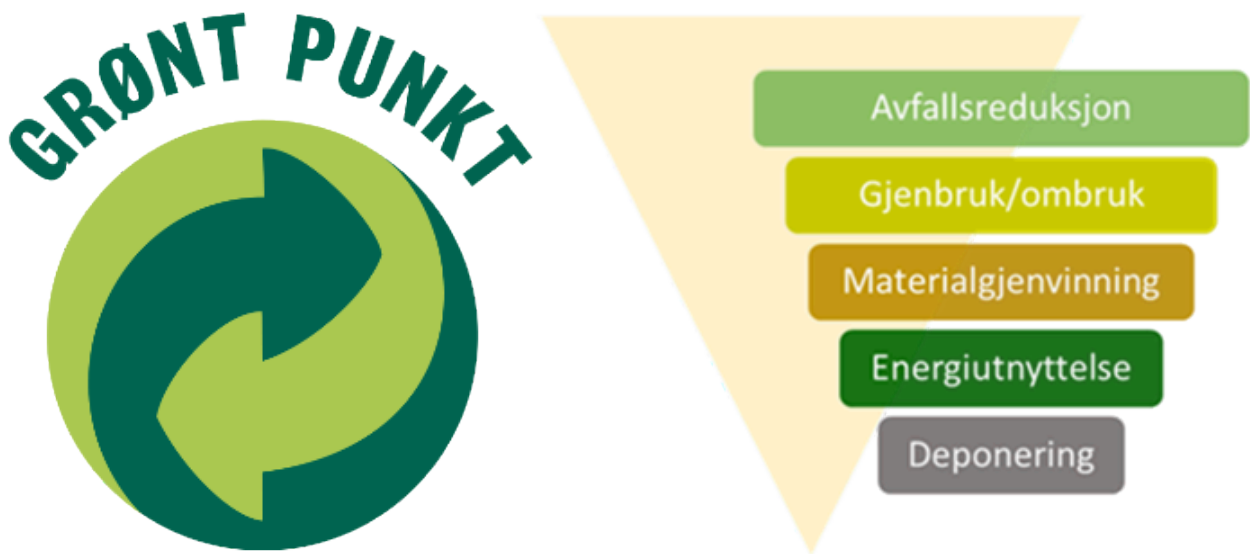 GRØNT PUNKT
Avfallsreduksjon
Gjenbruk/ombruk
Materialgjenvinning
Energiutnyttelse
Deponering